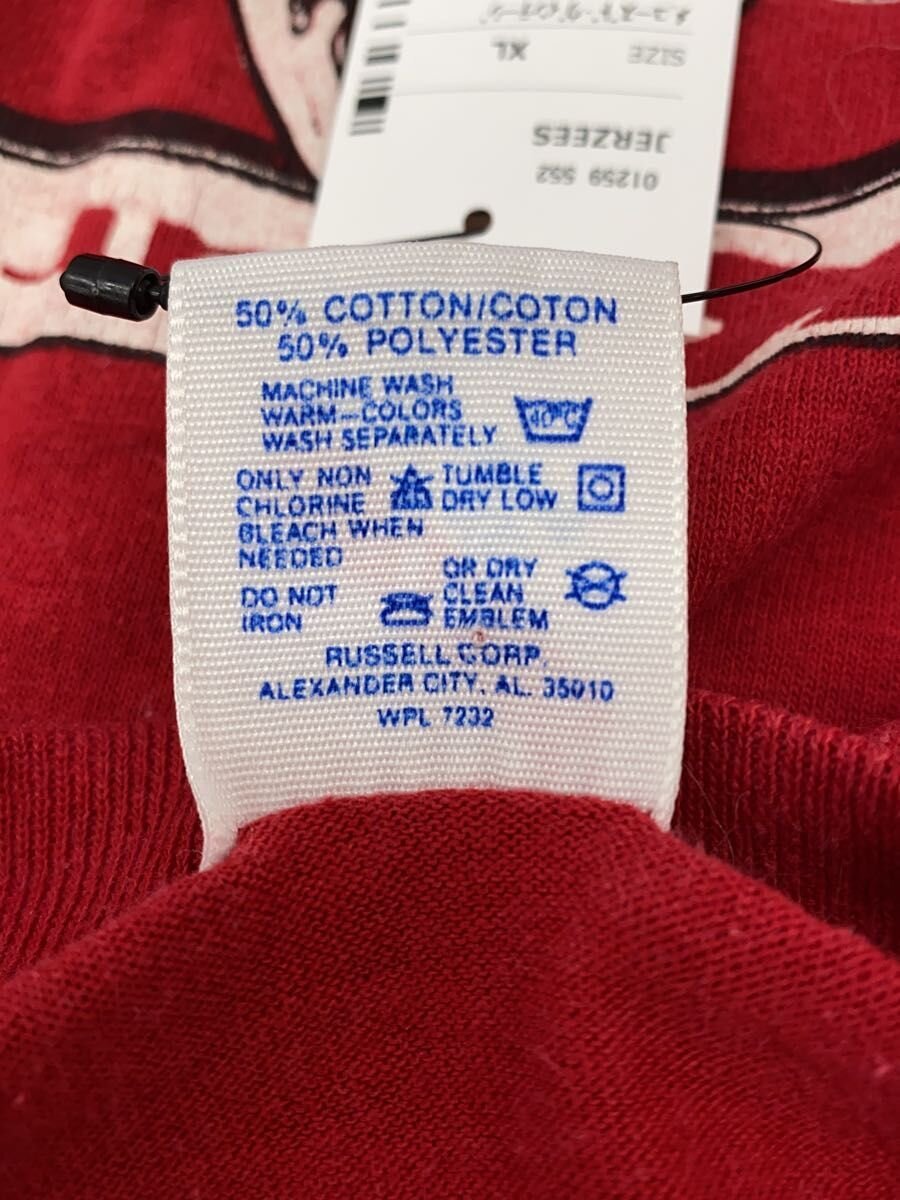 50% COTTON/COTON
50% POLYESTER
MACHINE WASH
WARM-COLORS
WASH SEPARATELY
ONLY NON
CHLORINE
BLEACH WHEN
NEEDED
TUMBLE
DRY LOW
DO NOT
IRON
OR DRY
CLEAN
EMBLEM
RUSSELL CORP.
ALEXANDER CITY, AL. 35010
WPL 7232
01259 552
JERZEES
SIZE XL